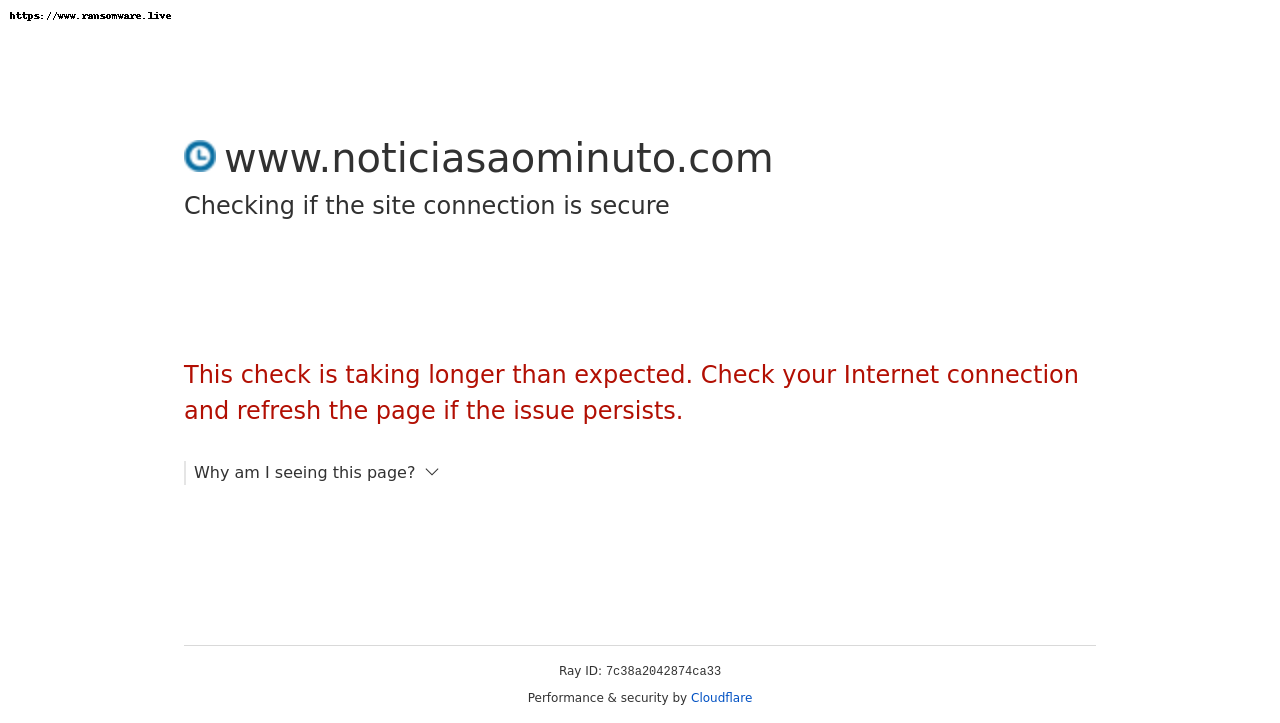 https://www.ransomware.live
www.noticiasaominuto.com
Checking if the site connection is secure
This check is taking longer than expected. Check your Internet connection
and refresh the page if the issue persists.
Why am I seeing this page?
Ray ID: 7c38a2042874ca33
Performance & security by Cloudflare